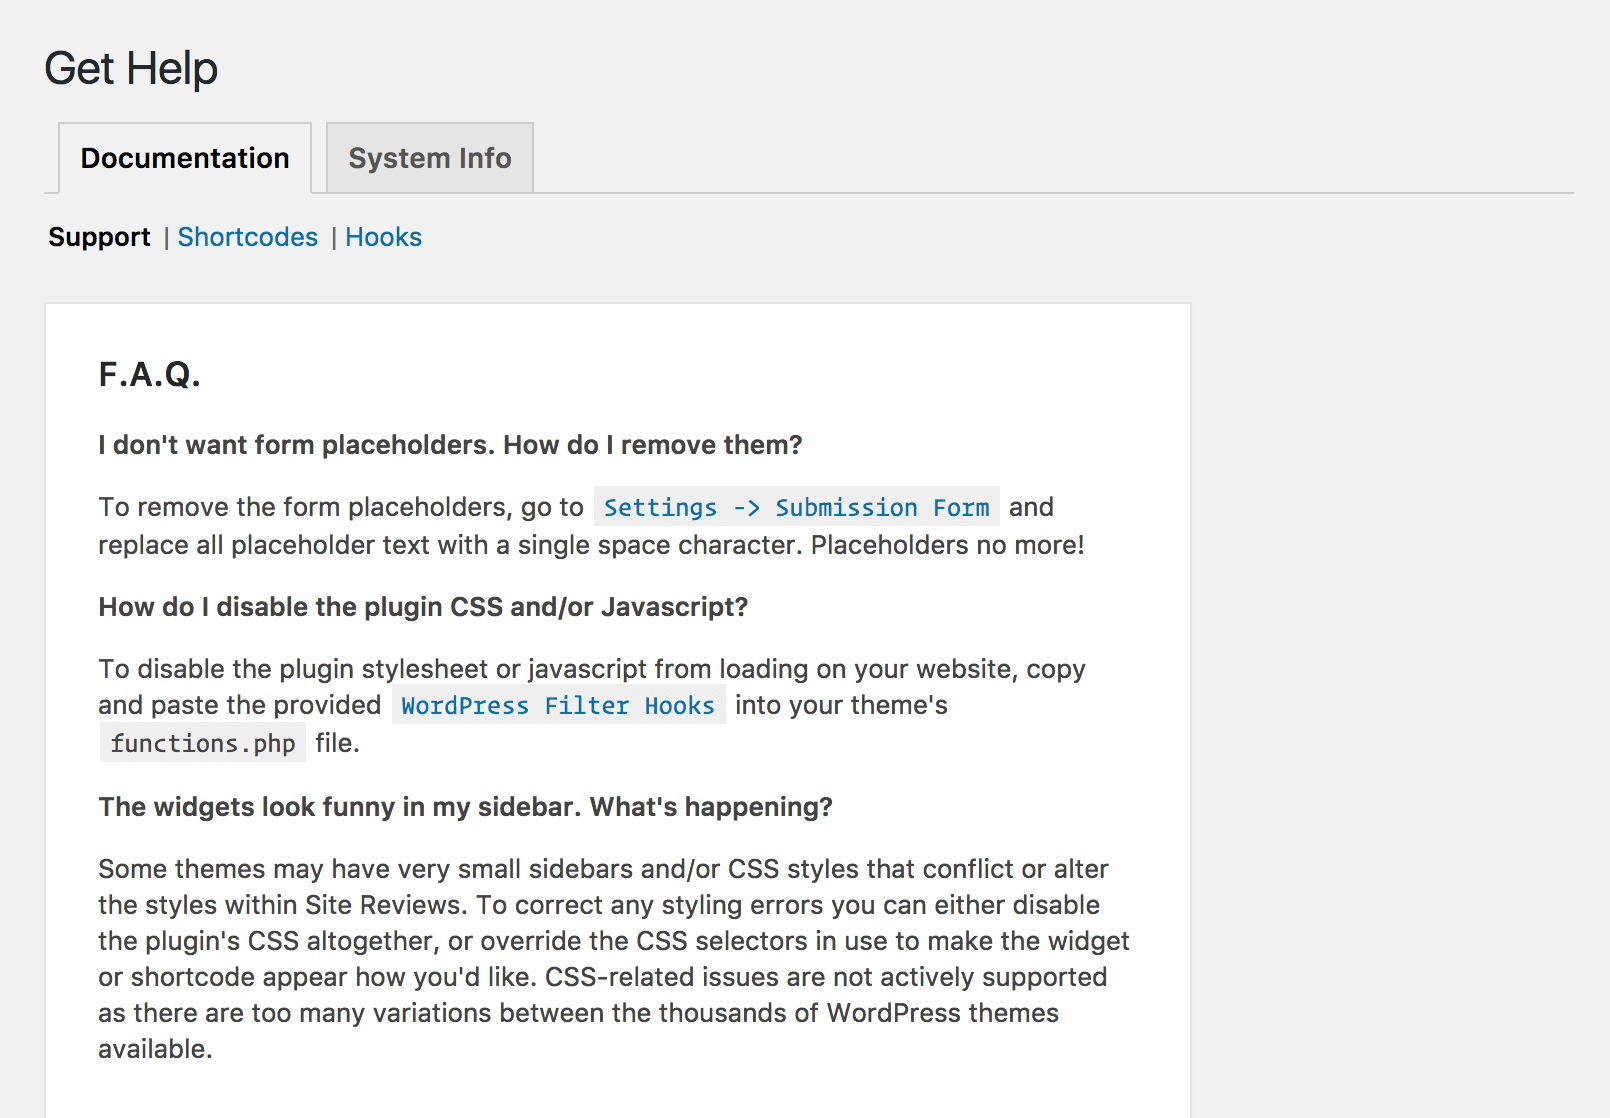 Get Help
Documentation System Info
Support | Shortcodes | Hooks
F.A.Q.
I don't want form placeholders. How do I remove them?
To remove the form placeholders, go to Settings -> Submission Form and
replace all placeholder text with a single space character. Placeholders no more!
How do I disable the plugin CSS and/or Javascript?
To disable the plugin stylesheet or javascript from loading on your website, copy
and paste the provided WordPress Filter Hooks into your theme's
functions.php file.
The widgets look funny in my sidebar. What's happening?
Some themes may have very small sidebars and/or CSS styles that conflict or alter
the styles within Site Reviews. To correct any styling errors you can either disable
the plugin's CSS altogether, or override the CSS selectors in use to make the widget
or shortcode appear how you'd like. CSS-related issues are not actively supported
as there are too many variations between the thousands of WordPress themes
available.